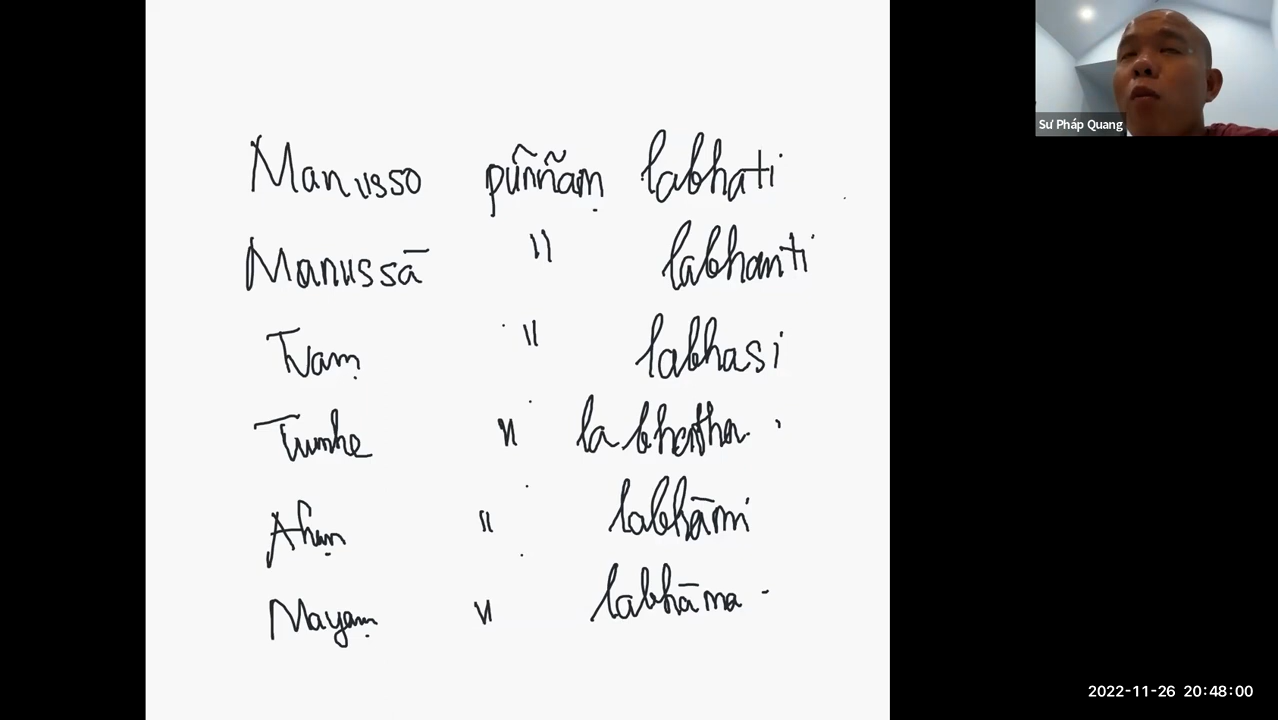 Manusso puññaṃ labhati
Manussā " labhanti
Tvaṃ " labhasi
Tumhe " labhatha.
Ahaṃ " labhāmi
Mayaṃ " labhāma.
Sư Pháp Quang
2022-11-26 20:48:00